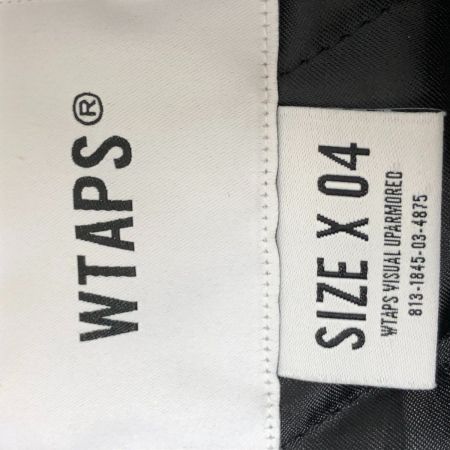 WTAPS®
SIZE X 04
WTAPS VISUAL UPARMORED
813-1845-03-4875